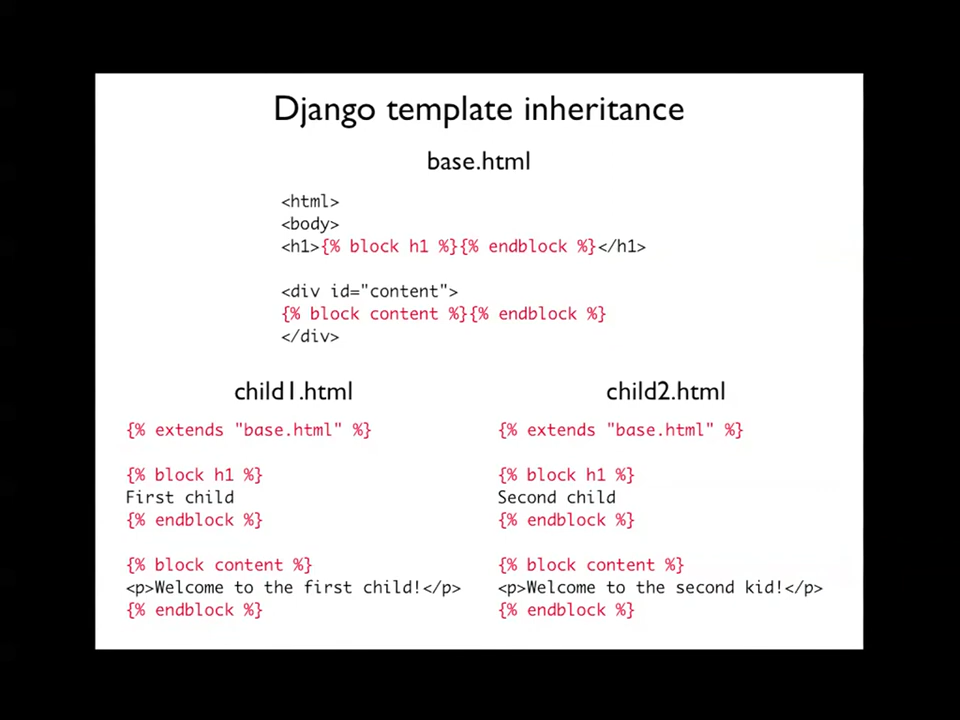 Django template inheritance
base.html
<html>
<body>
<h1>{% block h1 %}{% endblock %}</h1>
<div id="content">
{% block content %}{% endblock %}
</div>
child1.html
{% extends "base.html" %}
{% block h1 %}
First child
{% endblock %}
{% block content %}
<p>Welcome to the first child!</p>
{% endblock %}
child2.html
{% extends "base.html" %}
{% block h1 %}
Second child
{% endblock %}
{% block content %}
<p>Welcome to the second kid!</p>
{% endblock %}